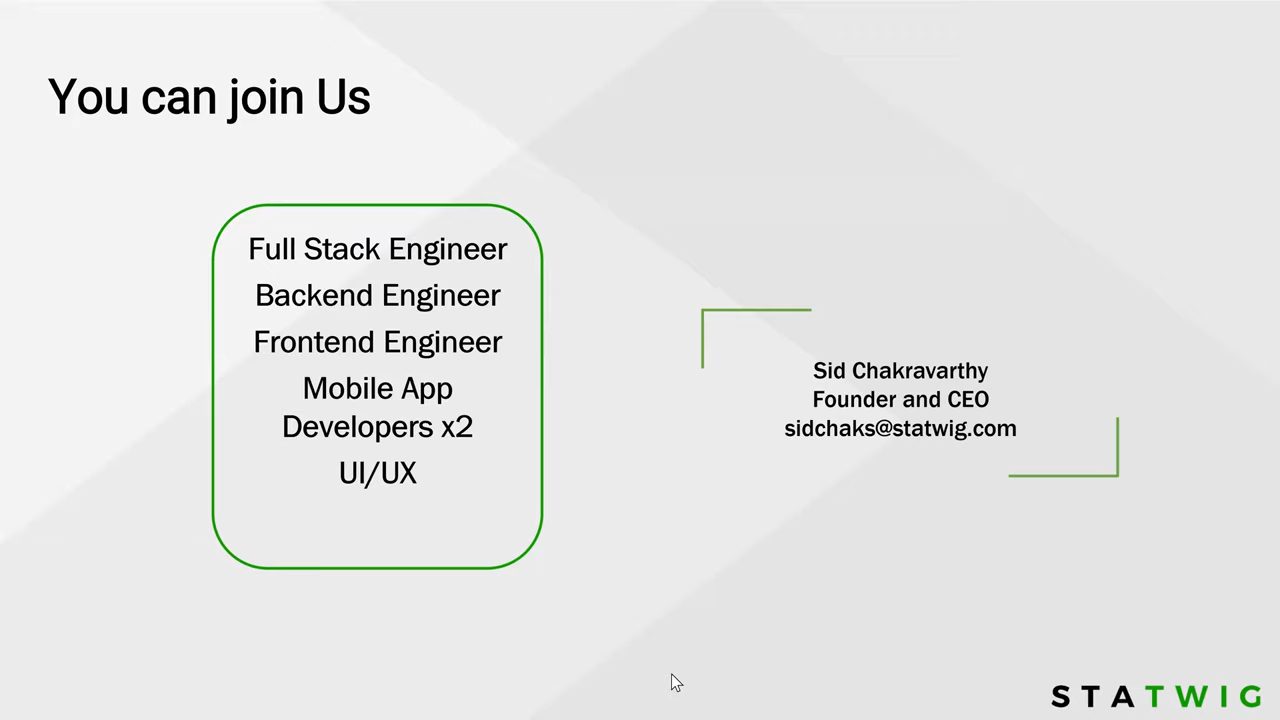 You can join Us
Full Stack Engineer
Backend Engineer
Frontend Engineer
Mobile App
Developers x2
UI/UX
Sid Chakravarthy
Founder and CEO
sidchaks@statwig.com
STATWIG